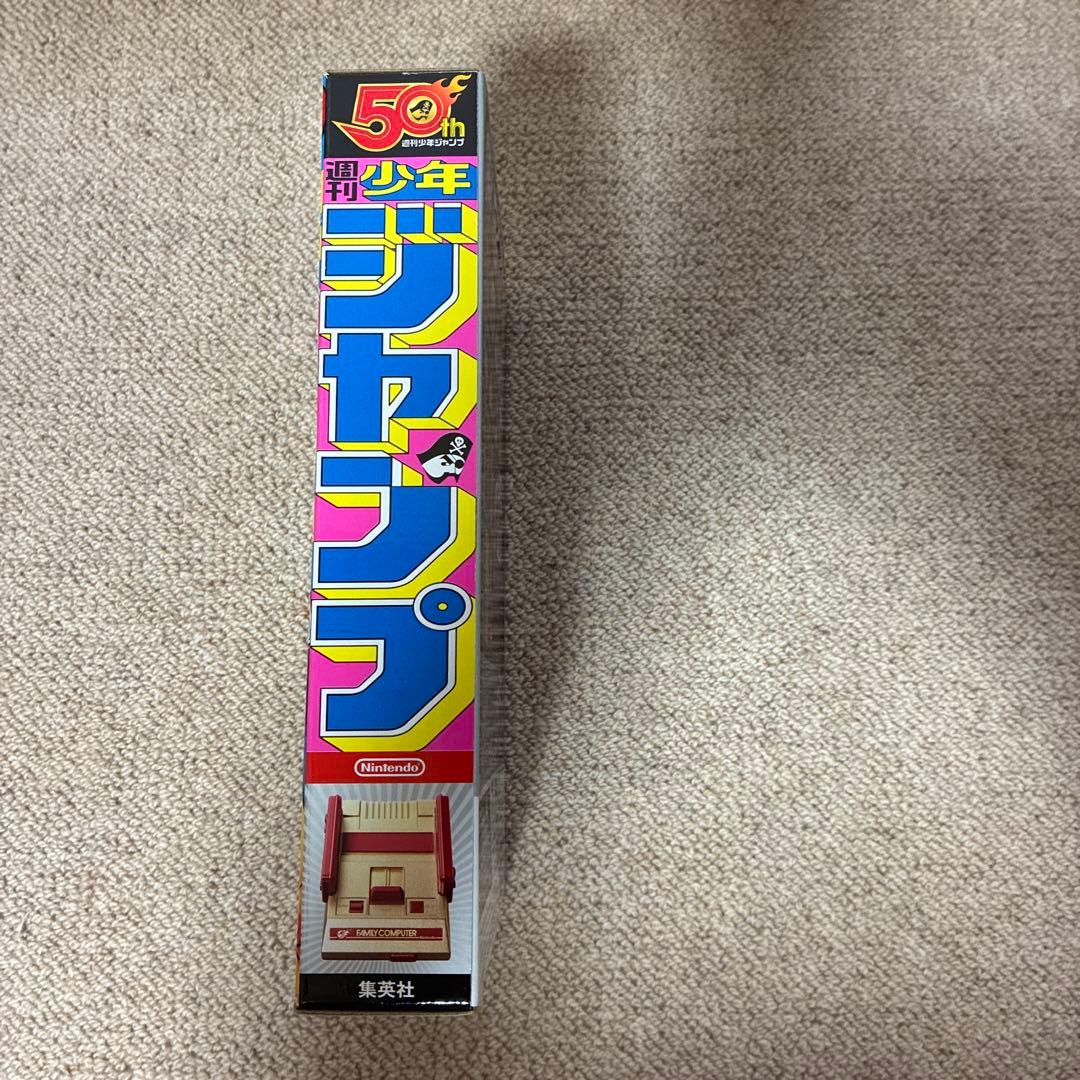 50th
週刊少年ジャンプ
週刊
少年
ジャンプ
Nintendo
FAMILY COMPUTER
集英社